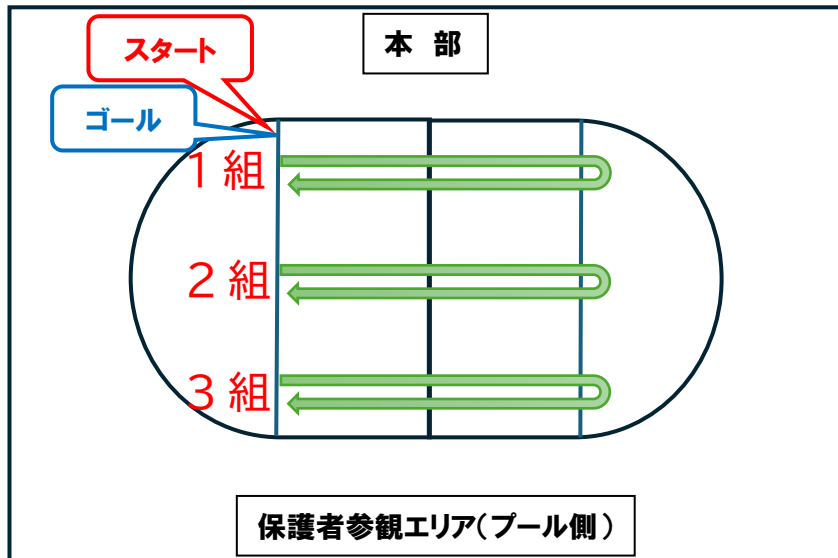 本 部
スタート
ゴール
1組
2組
3組
保護者参観エリア(プール側)